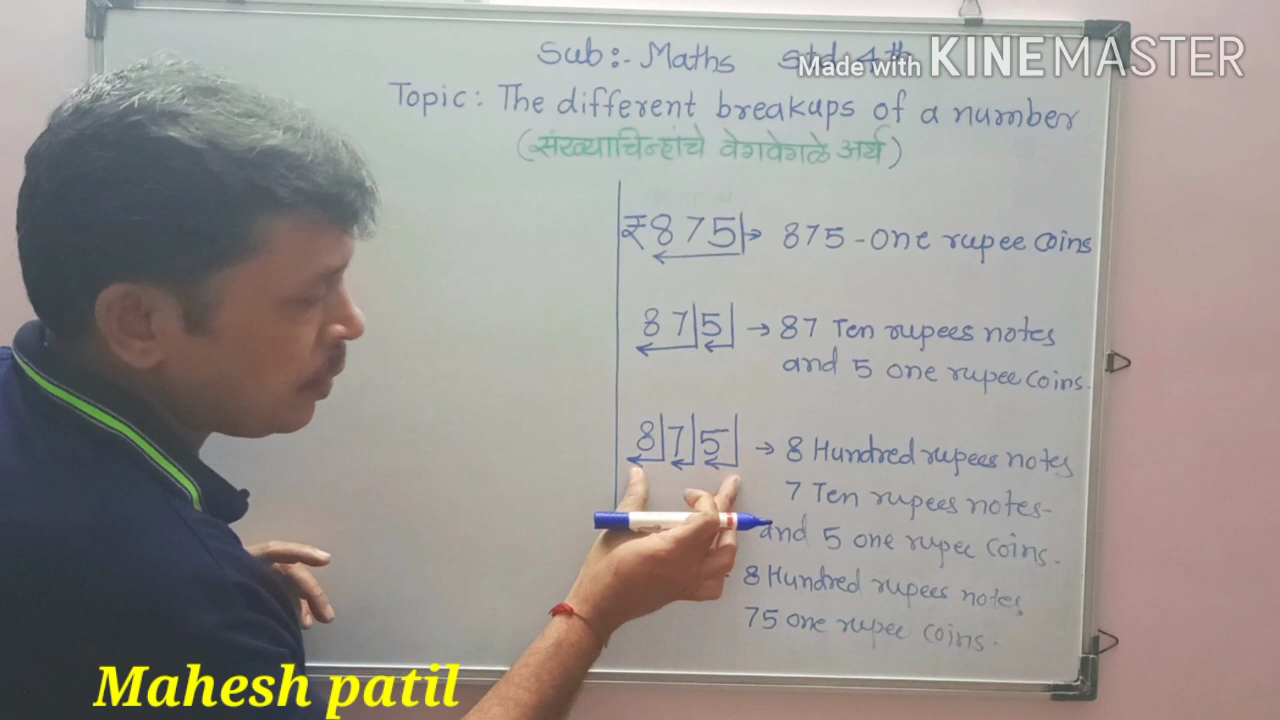 Sub:- Maths Std: 4th
Made with KINEMASTER
Topic: The different breakups of a number
(संख्याचिन्हांचे वेगवेगळे अर्थ)
₹875 → 875 - One rupee coins
87|5| → 87 Ten rupees notes
and 5 one rupee coins.
8|7|5| → 8 Hundred rupees notes
7 Ten rupees notes-
and 5 one rupee coins.
8 Hundred rupees notes
75 one rupee coins.
Mahesh patil